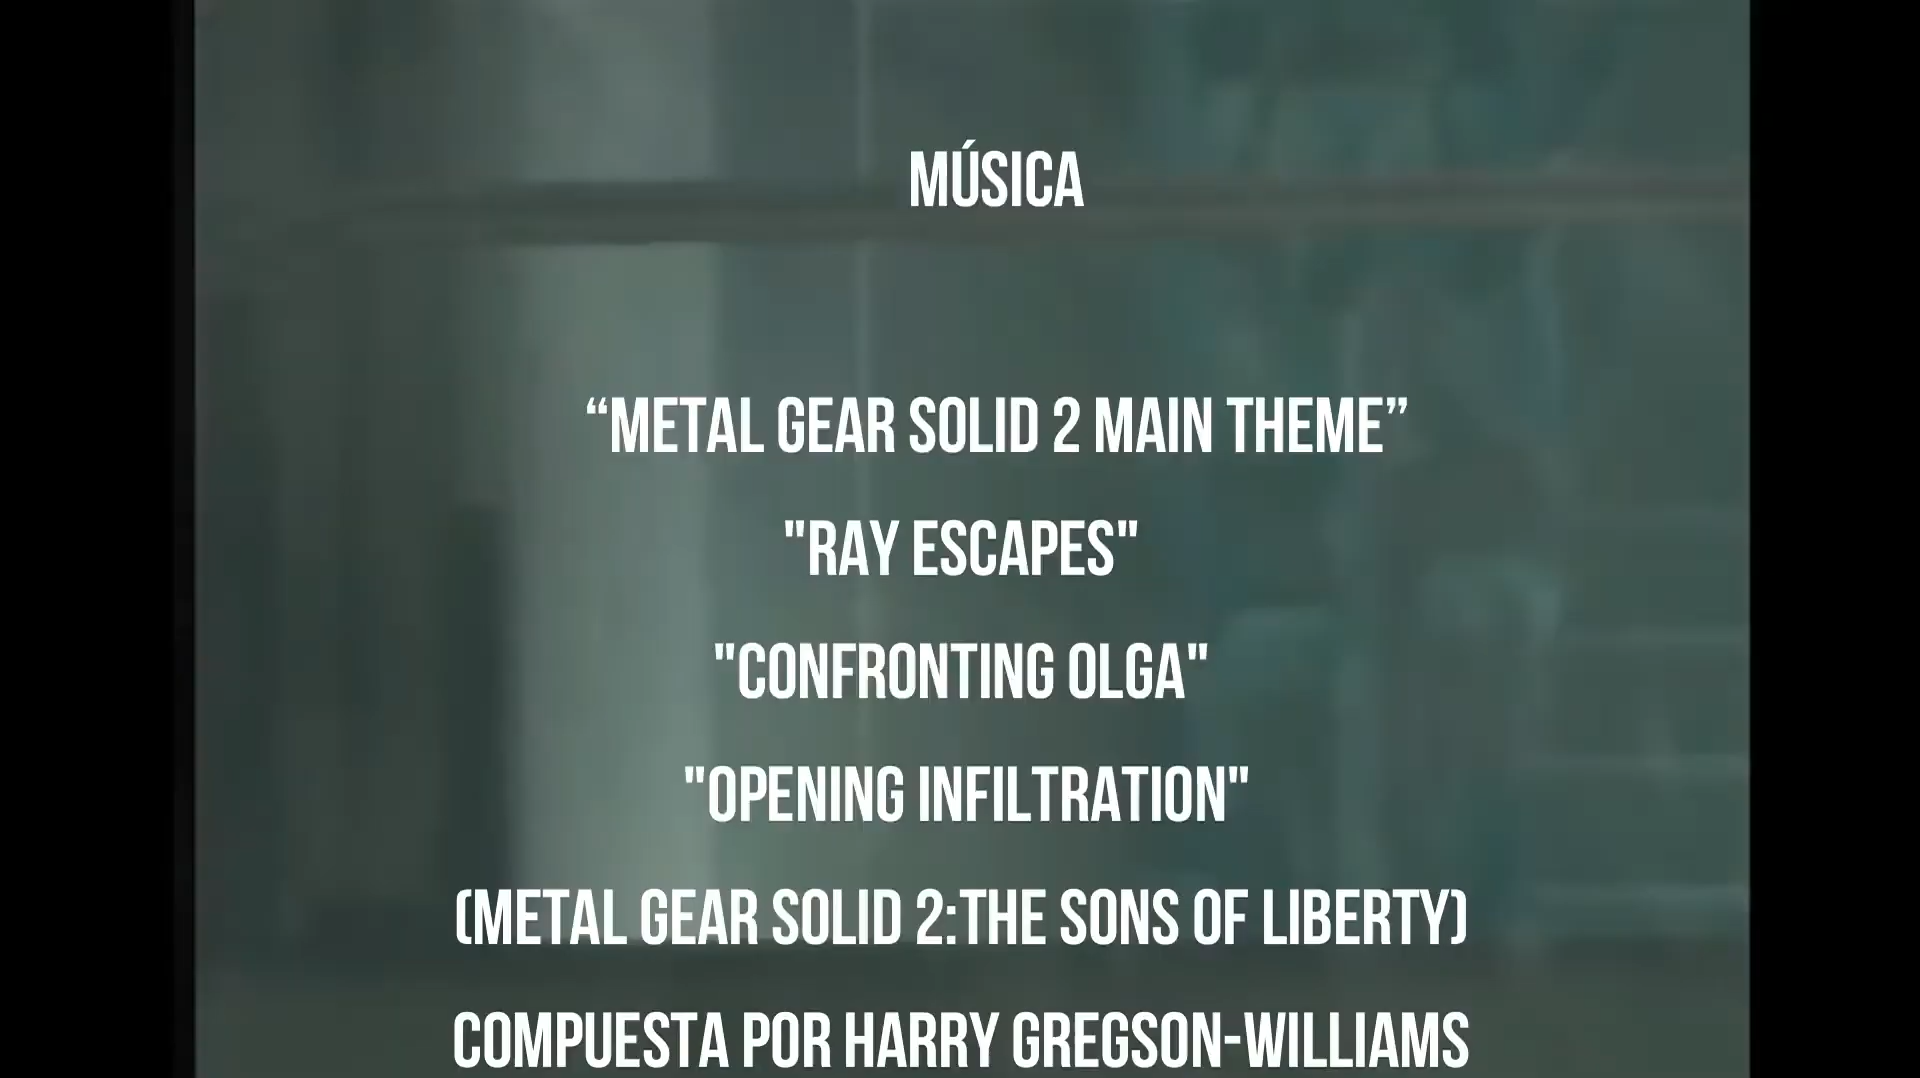 MÚSICA
“METAL GEAR SOLID 2 MAIN THEME”
"RAY ESCAPES"
"CONFRONTING OLGA"
"OPENING INFILTRATION"
(METAL GEAR SOLID 2:THE SONS OF LIBERTY)
COMPUESTA POR HARRY GREGSON-WILLIAMS